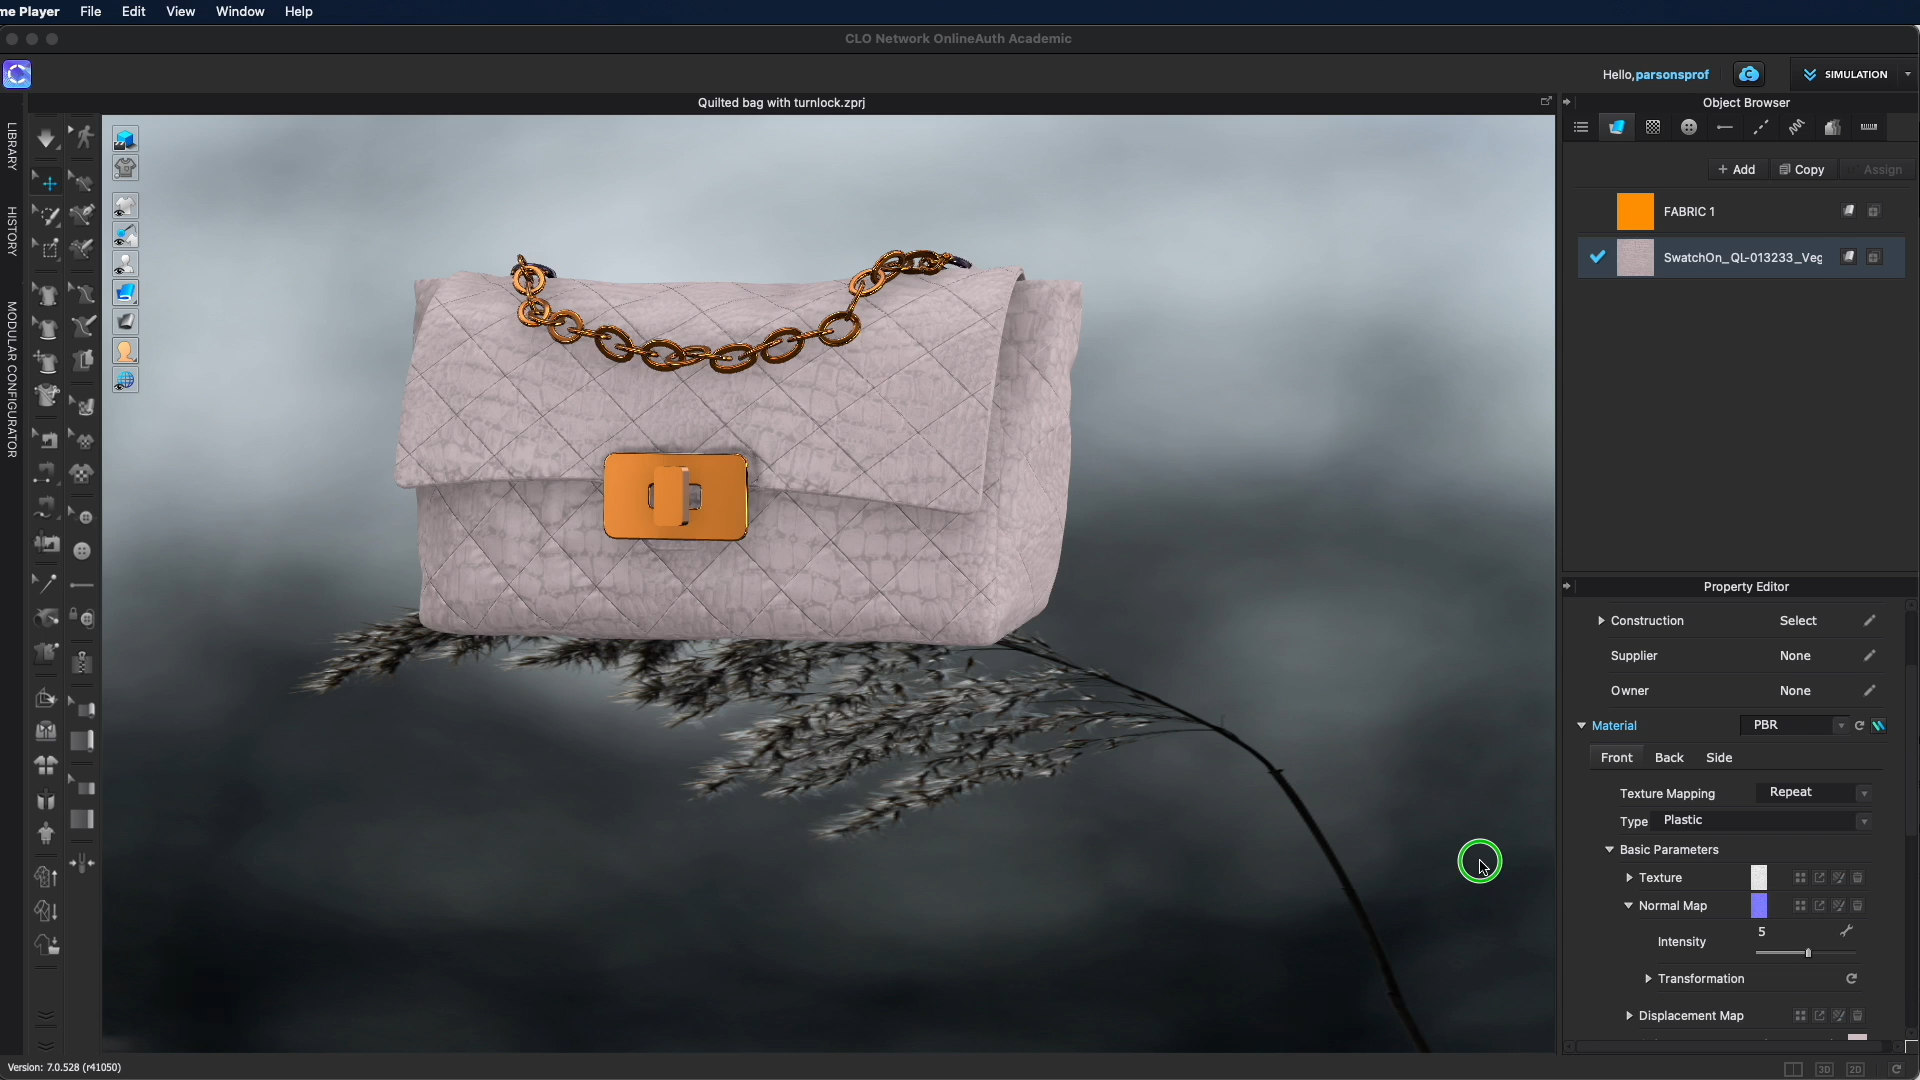 me Player File Edit View Window Help
CLO Network OnlineAuth Academic
Hello,parsonsprof
SIMULATION
Quilted bag with turnlock.zprj
Object Browser
LIBRARY
HISTORY
MODULAR CONFIGURATOR
+ Add Copy Assign
FABRIC 1
SwatchOn_QL-013233_Veg
Property Editor
Construction Select
Supplier None
Owner None
Material PBR
Front Back Side
Texture Mapping Repeat
Type Plastic
Basic Parameters
Texture
Normal Map
5
Intensity
Transformation
Displacement Map
Version: 7.0.528 (r41050)
3D 2D